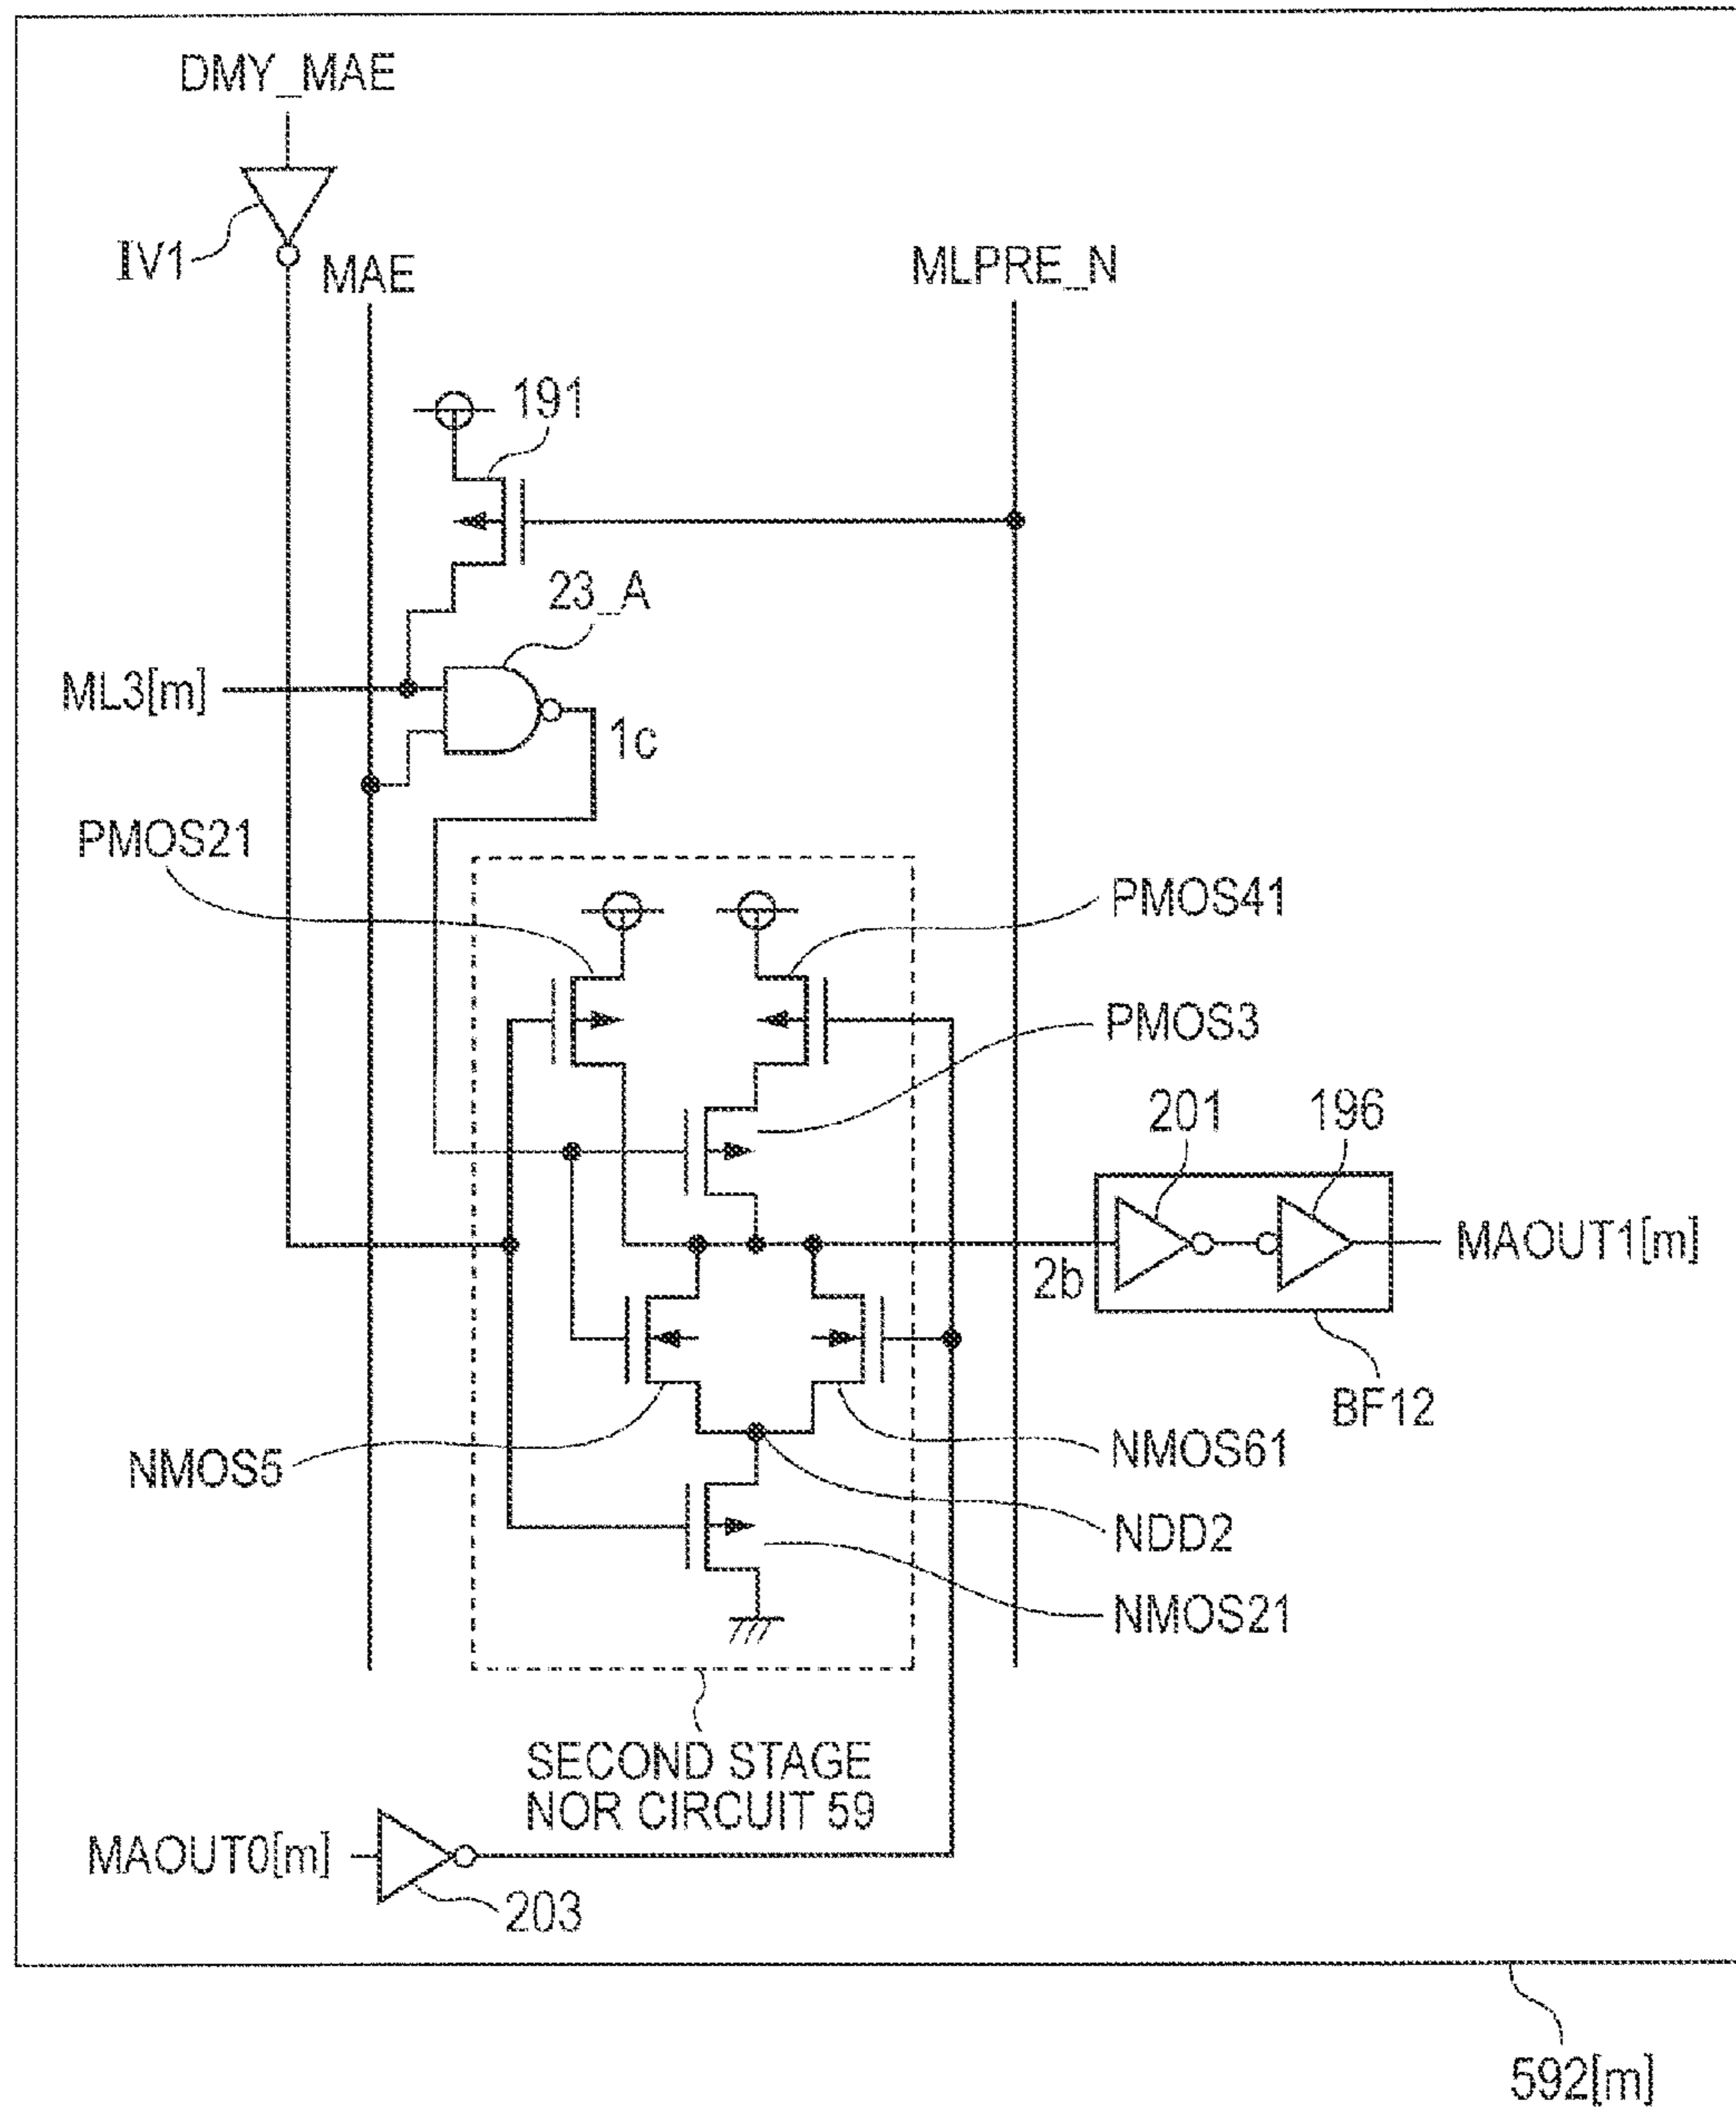 DMY_MAE
IV1
MAE
MLPRE_N
191
23_A
ML3[m]
1c
PMOS21
PMOS41
PMOS3
201
196
MAOUT1[m]
2b
BF12
NMOS5
NMOS61
NDD2
NMOS21
SECOND STAGE
NOR CIRCUIT 59
MAOUT0[m]
203
592[m]